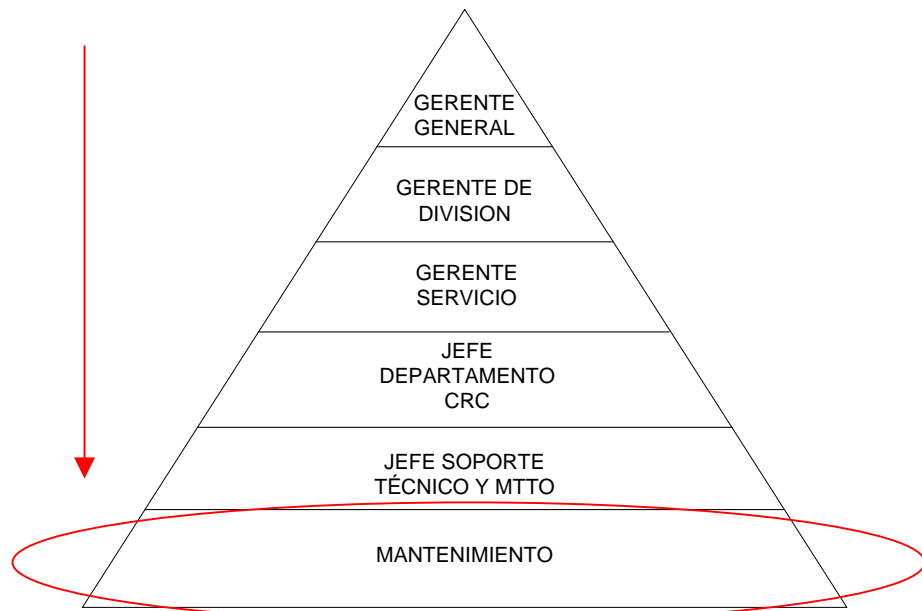 GERENTE
GENERAL
GERENTE DE
DIVISION
GERENTE
SERVICIO
JEFE
DEPARTAMENTO
CRC
JEFE SOPORTE
TÉCNICO Y MTTO
MANTENIMIENTO